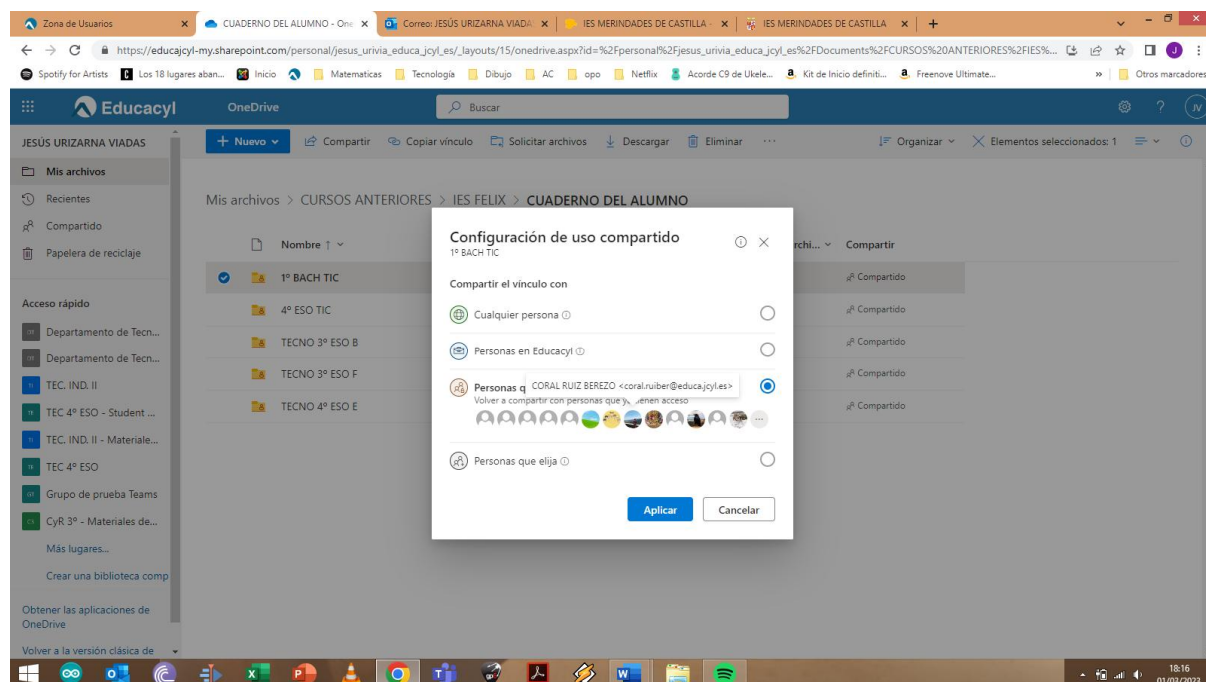 Zona de Usuarios
CUADERNO DEL ALUMNO - One
Correo: JESÚS URIZARNA VIADA
IES MERINDADES DE CASTILLA -
IES MERINDADES DE CASTILLA
https://educajcyl-my.sharepoint.com/personal/jesus_urivia_educa_jcyl_es/_layouts/15/onedrive.aspx?id=%2Fpersonal%2Fjesus_urivia_educa_jcyl_es%2FDocuments%2FCURSOS%20ANTERIORES%2FIES%...
J
Spotify for Artists
Los 18 lugares aban...
Inicio
Matematicas
Tecnología
Dibujo
AC
opo
Netflix
Acorde C9 de Ukele...
Kit de Inicio definiti...
Freenove Ultimate...
»
Otros marcadores
Educacyl
OneDrive
Buscar
JV
JESÚS URIZARNA VIADAS
+ Nuevo
Compartir
Copiar vínculo
Solicitar archivos
Descargar
Eliminar
...
Organizar
Elementos seleccionados: 1
Mis archivos
Recientes
Compartido
Papelera de reciclaje
Acceso rápido
Departamento de Tecn...
Departamento de Tecn...
TEC. IND. II
TEC 4º ESO - Student ...
TEC. IND. II - Materiale...
TEC 4º ESO
Grupo de prueba Teams
CyR 3º - Materiales de...
Más lugares...
Crear una biblioteca comp
Obtener las aplicaciones de
OneDrive
Volver a la versión clásica de
Mis archivos > CURSOS ANTERIORES > IES FELIX > CUADERNO DEL ALUMNO
Nombre ↑
rchi...
Compartir
1º BACH TIC
Compartido
4º ESO TIC
Compartido
TECNO 3º ESO B
Compartido
TECNO 3º ESO F
Compartido
TECNO 4º ESO E
Compartido
Configuración de uso compartido
1º BACH TIC
Compartir el vínculo con
Cualquier persona
Personas en Educacyl
Personas q
CORAL RUIZ BEREZO <coral.ruiber@educa.jcyl.es>
Volver a compartir con personas que ya tienen acceso
...
Personas que elija
Aplicar
Cancelar
18:16
01/03/2023